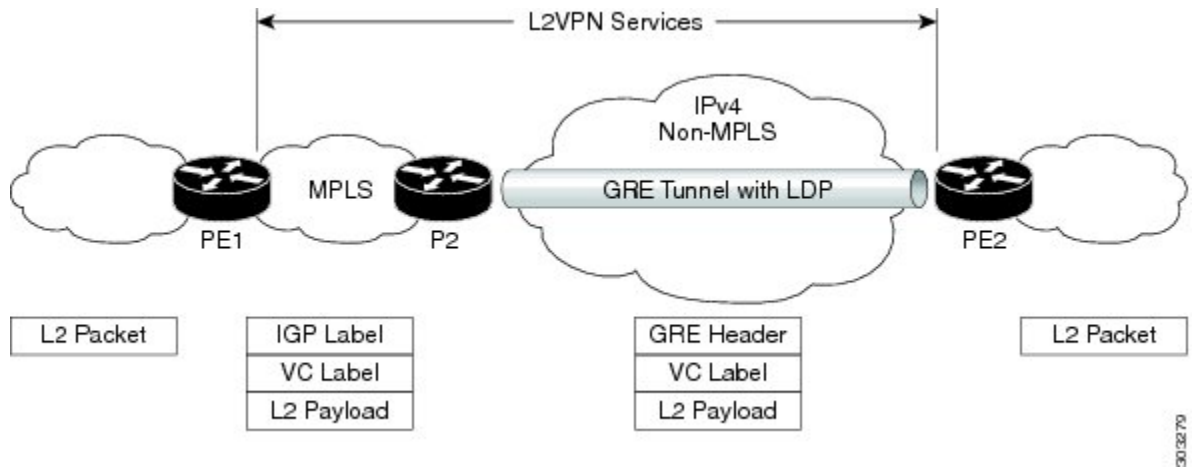 L2VPN Services
IPv4
Non-MPLS
MPLS
GRE Tunnel with LDP
PE1
P2
PE2
L2 Packet
IGP Label
VC Label
L2 Payload
GRE Header
VC Label
L2 Payload
L2 Packet
303279